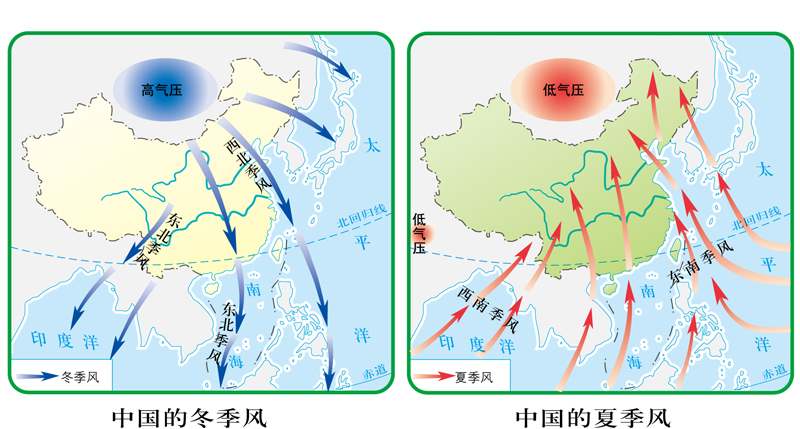 高气压
西北季风
东北季风
东北季风
太
平
洋
北回归线
南
海
印度洋
赤道
冬季风
中国的冬季风
低气压
低气压
太
平
洋
北回归线
东南季风
西南季风
南
海
印度洋
赤道
夏季风
中国的夏季风